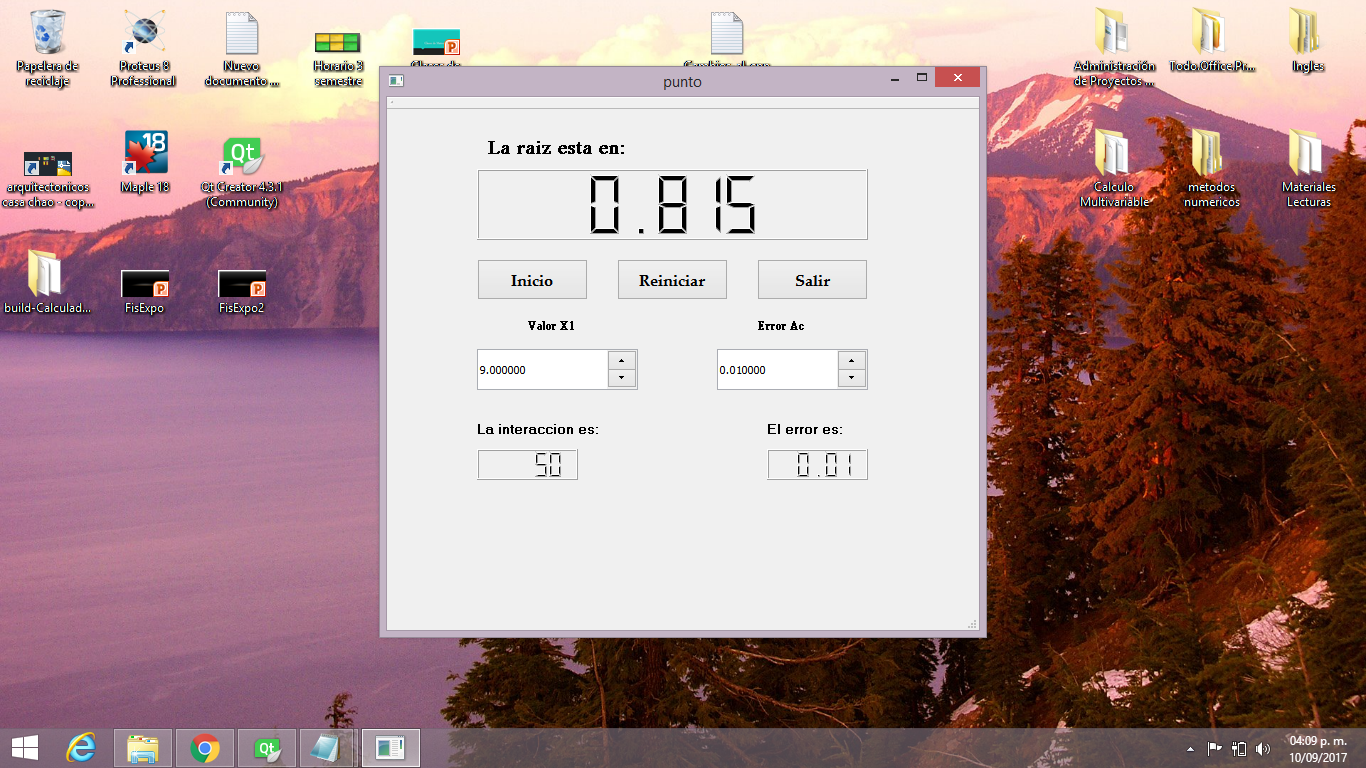 Papelera de
reciclaje
Proteus 8
Professional
Nuevo
documento ...
Horario 3
semestre
Administración
de Proyectos ...
Todo.Office.Pr...
Ingles
punto
La raiz esta en:
0.815
Inicio
Reiniciar
Salir
Valor X1
Error Ac
9.000000
0.010000
La interaccion es:
El error es:
50
0.01
18
arquitectonicos
casa chao - cop...
Maple 18
Qt
Qt Creator 4.3.1
(Community)
Calculo
Multivariable
metodos
numericos
Materiales
Lecturas
build-Calculad...
FisExpo
FisExpo2
Qt
04:09 p. m.
10/09/2017